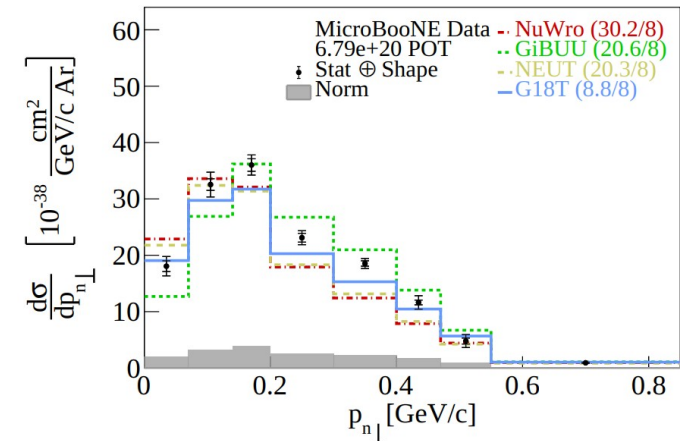 MicroBooNE Data
6.79e+20 POT
Stat ⊕ Shape
Norm
NuWro (30.2/8)
GiBUU (20.6/8)
NEUT (20.3/8)
G18T (8.8/8)
dσ/dp_n⊥ [10^-38 cm^2/GeV/c Ar]
60
50
40
30
20
10
0
0 0.2 0.4 0.6 0.8
p_n⊥ [GeV/c]